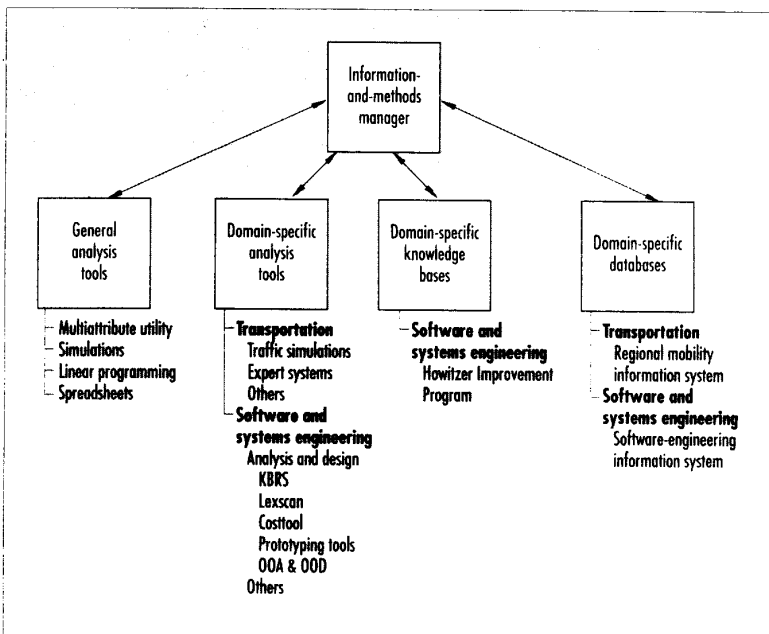 Information-
and-methods
manager
General
analysis
tools
Domain-specific
analysis
tools
Domain-specific
knowledge
bases
Domain-specific
databases
Multiattribute utility
Simulations
Linear programming
Spreadsheets
Transportation
Traffic simulations
Expert systems
Others
Software and
systems engineering
Analysis and design
KBRS
Lexscan
Costtool
Prototyping tools
OOA & OOD
Others
Software and
systems engineering
Howitzer Improvement
Program
Transportation
Regional mobility
information system
Software and
systems engineering
Software-engineering
information system